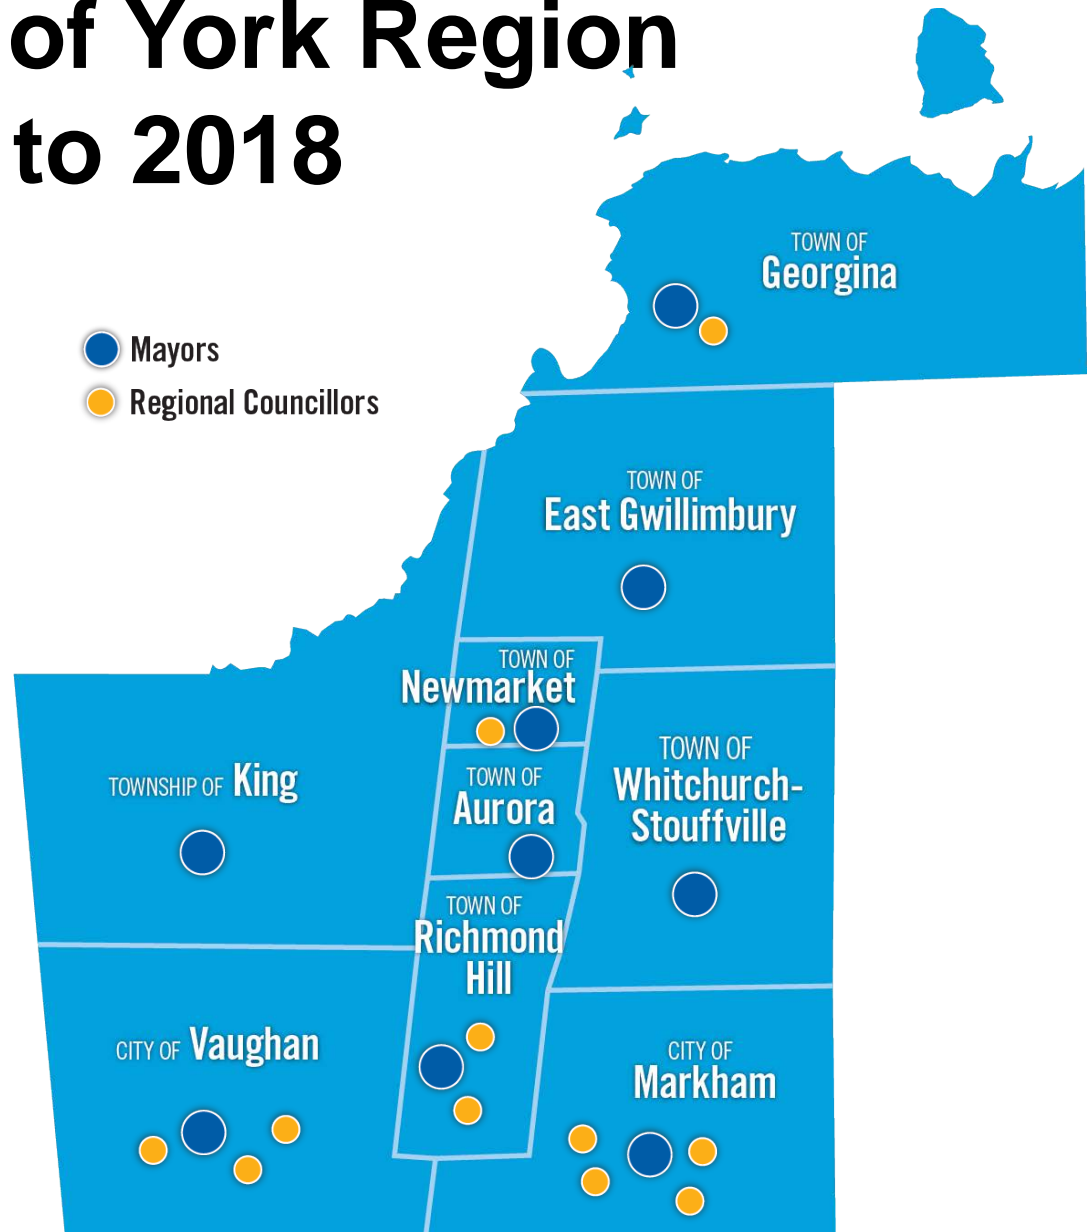 of York Region
to 2018
TOWN OF
Georgina
Mayors
Regional Councillors
TOWN OF
East Gwillimbury
TOWN OF
Newmarket
TOWNSHIP OF King
TOWN OF
Aurora
TOWN OF
Whitchurch-
Stouffville
TOWN OF
Richmond
Hill
CITY OF Vaughan
CITY OF
Markham